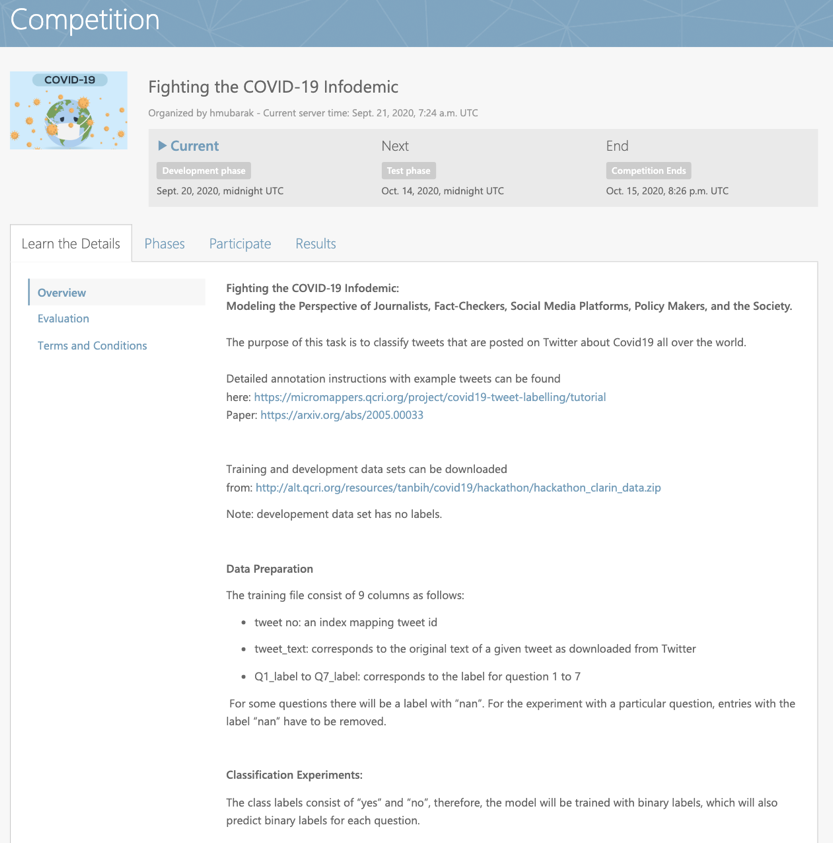 Competition
COVID-19
Fighting the COVID-19 Infodemic
Organized by hmubarak - Current server time: Sept. 21, 2020, 7:24 a.m. UTC
Current
Development phase
Sept. 20, 2020, midnight UTC
Next
Test phase
Oct. 14, 2020, midnight UTC
End
Competition Ends
Oct. 15, 2020, 8:26 p.m. UTC
Learn the Details
Phases
Participate
Results
Overview
Evaluation
Terms and Conditions
Fighting the COVID-19 Infodemic:
Modeling the Perspective of Journalists, Fact-Checkers, Social Media Platforms, Policy Makers, and the Society.
The purpose of this task is to classify tweets that are posted on Twitter about Covid19 all over the world.
Detailed annotation instructions with example tweets can be found
here: https://micromappers.qcri.org/project/covid19-tweet-labelling/tutorial
Paper: https://arxiv.org/abs/2005.00033
Training and development data sets can be downloaded
from: http://alt.qcri.org/resources/tanbih/covid19/hackathon/hackathon_clarin_data.zip
Note: developement data set has no labels.
Data Preparation
The training file consist of 9 columns as follows:
• tweet no: an index mapping tweet id
• tweet_text: corresponds to the original text of a given tweet as downloaded from Twitter
• Q1_label to Q7_label: corresponds to the label for question 1 to 7
For some questions there will be a label with “nan”. For the experiment with a particular question, entries with the
label “nan” have to be removed.
Classification Experiments:
The class labels consist of “yes” and “no”, therefore, the model will be trained with binary labels, which will also
predict binary labels for each question.